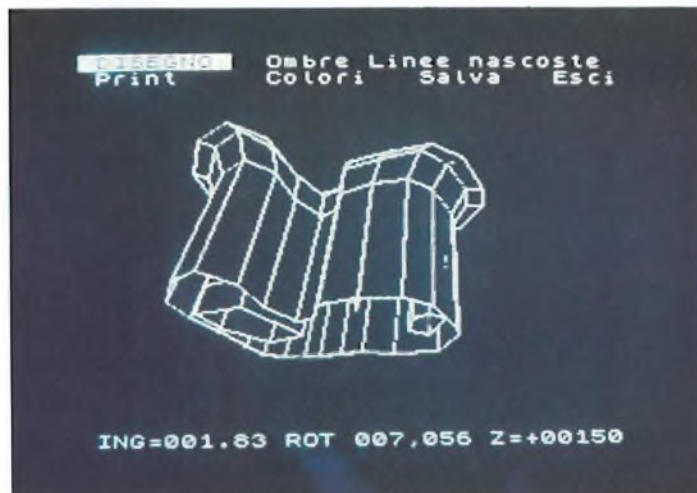 DISEGNO Ombre Linee nascoste
Print Colori Salva Esci
ING=001.83 ROT 007,056 Z=+00150